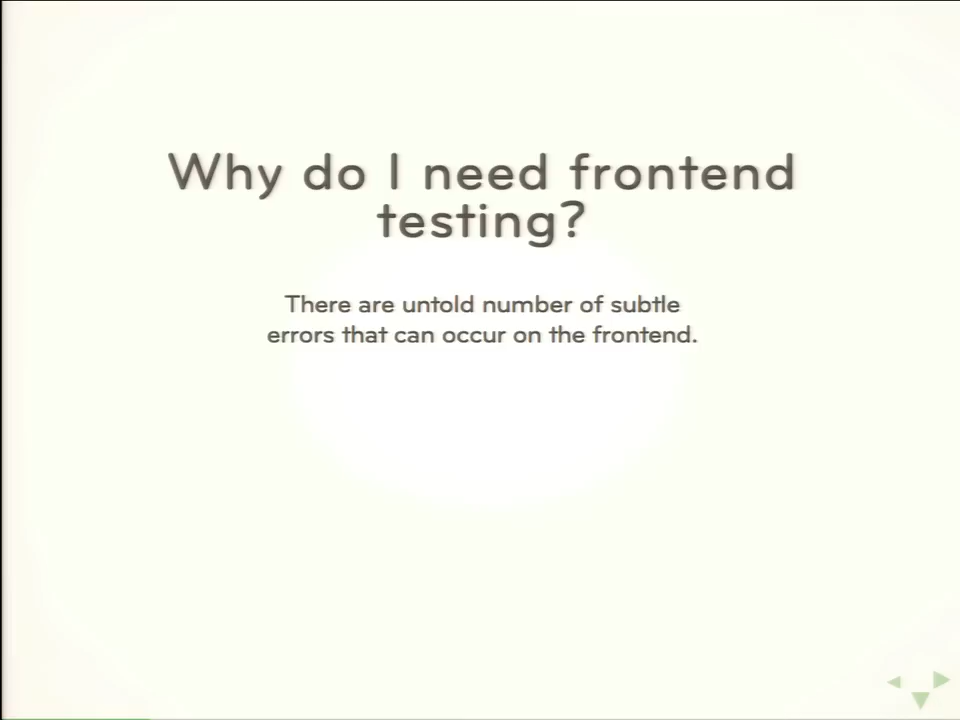 Why do I need frontend
testing?
There are untold number of subtle
errors that can occur on the frontend.